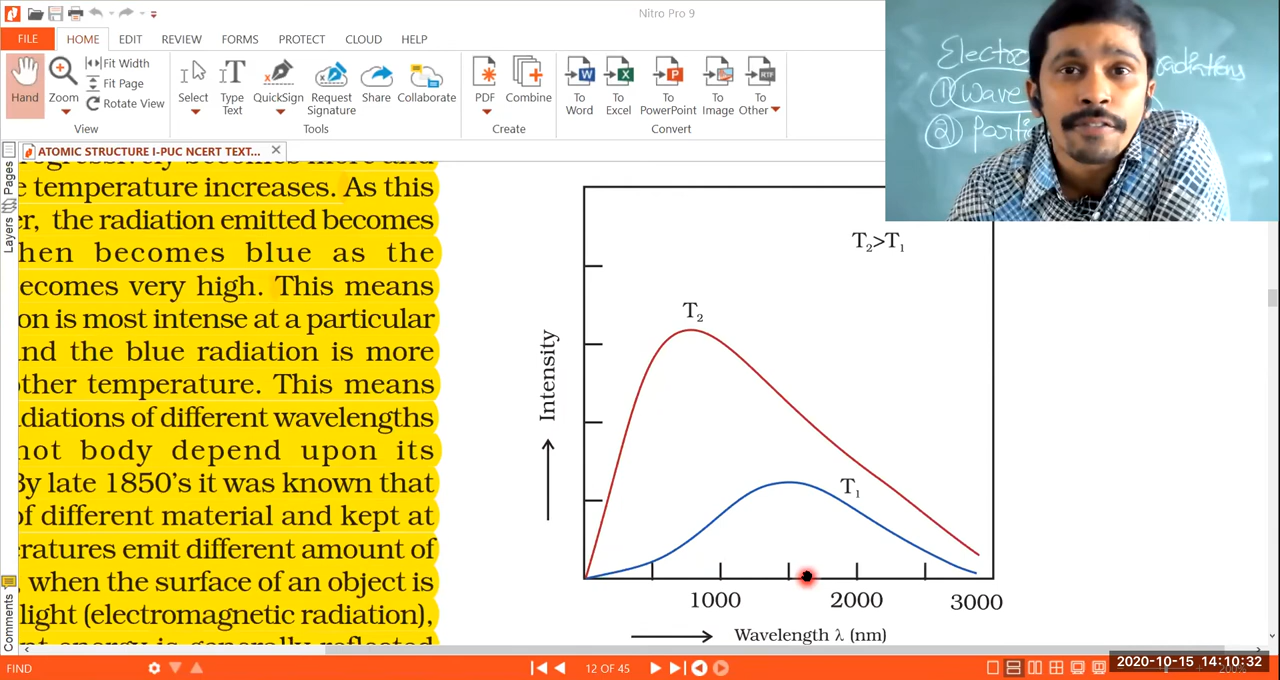 Nitro Pro 9
FILE HOME EDIT REVIEW FORMS PROTECT CLOUD HELP
Hand
Zoom
Fit Width
Fit Page
Rotate View
View
Select
Type Text
QuickSign
Request Signature
Share
Collaborate
Tools
PDF
Combine
Create
To Word
To Excel
To PowerPoint
To Image
To Other
Convert
ATOMIC STRUCTURE I-PUC NCERT TEXT...
Pages
Layers
Comments
e temperature increases. As this
er, the radiation emitted becomes
hen becomes blue as the
ecomes very high. This means
on is most intense at a particular
nd the blue radiation is more
other temperature. This means
diations of different wavelengths
not body depend upon its
By late 1850's it was known that
of different material and kept at
eratures emit different amount of
, when the surface of an object is
light (electromagnetic radiation),
T₂>T₁
T₂
T₁
Intensity
1000 2000 3000
Wavelength λ (nm)
Electro radiations
① Wave
② Parti
FIND
12 OF 45
2020-10-15 14:10:32